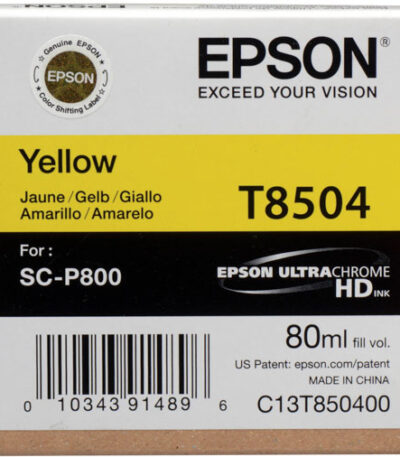 Genuine EPSON
EPSON
Color Shifting Label
EPSON®
EXCEED YOUR VISION
Yellow
Jaune/Gelb/Giallo
Amarillo/Amarelo
T8504
For :
SC-P800
EPSON ULTRACHROME
HD INK
80ml fill vol.
US Patent: epson.com/patent
MADE IN CHINA
0 10343 91489 6
C13T850400